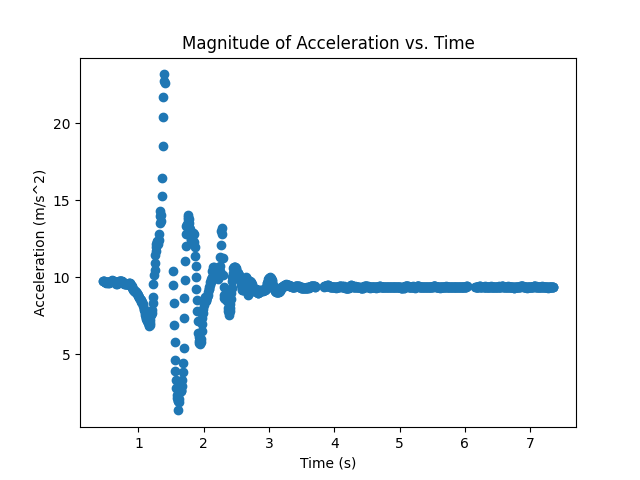 Magnitude of Acceleration vs. Time
Acceleration (m/s^2)
20
15
10
5
1 2 3 4 5 6 7
Time (s)